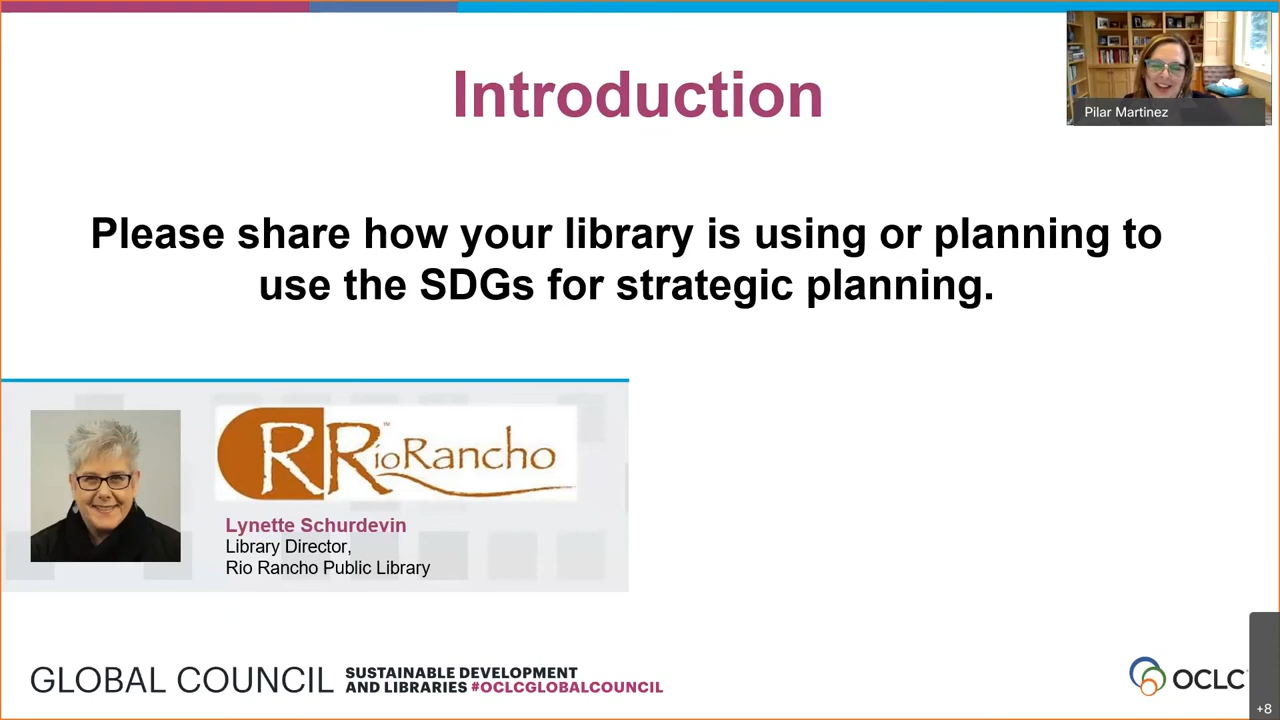 Introduction
Pilar Martinez
Please share how your library is using or planning to
use the SDGs for strategic planning.
RRioRancho
Lynette Schurdevin
Library Director,
Rio Rancho Public Library
GLOBAL COUNCIL
SUSTAINABLE DEVELOPMENT
AND LIBRARIES #OCLCGLOBALCOUNCIL
OCLC
+8